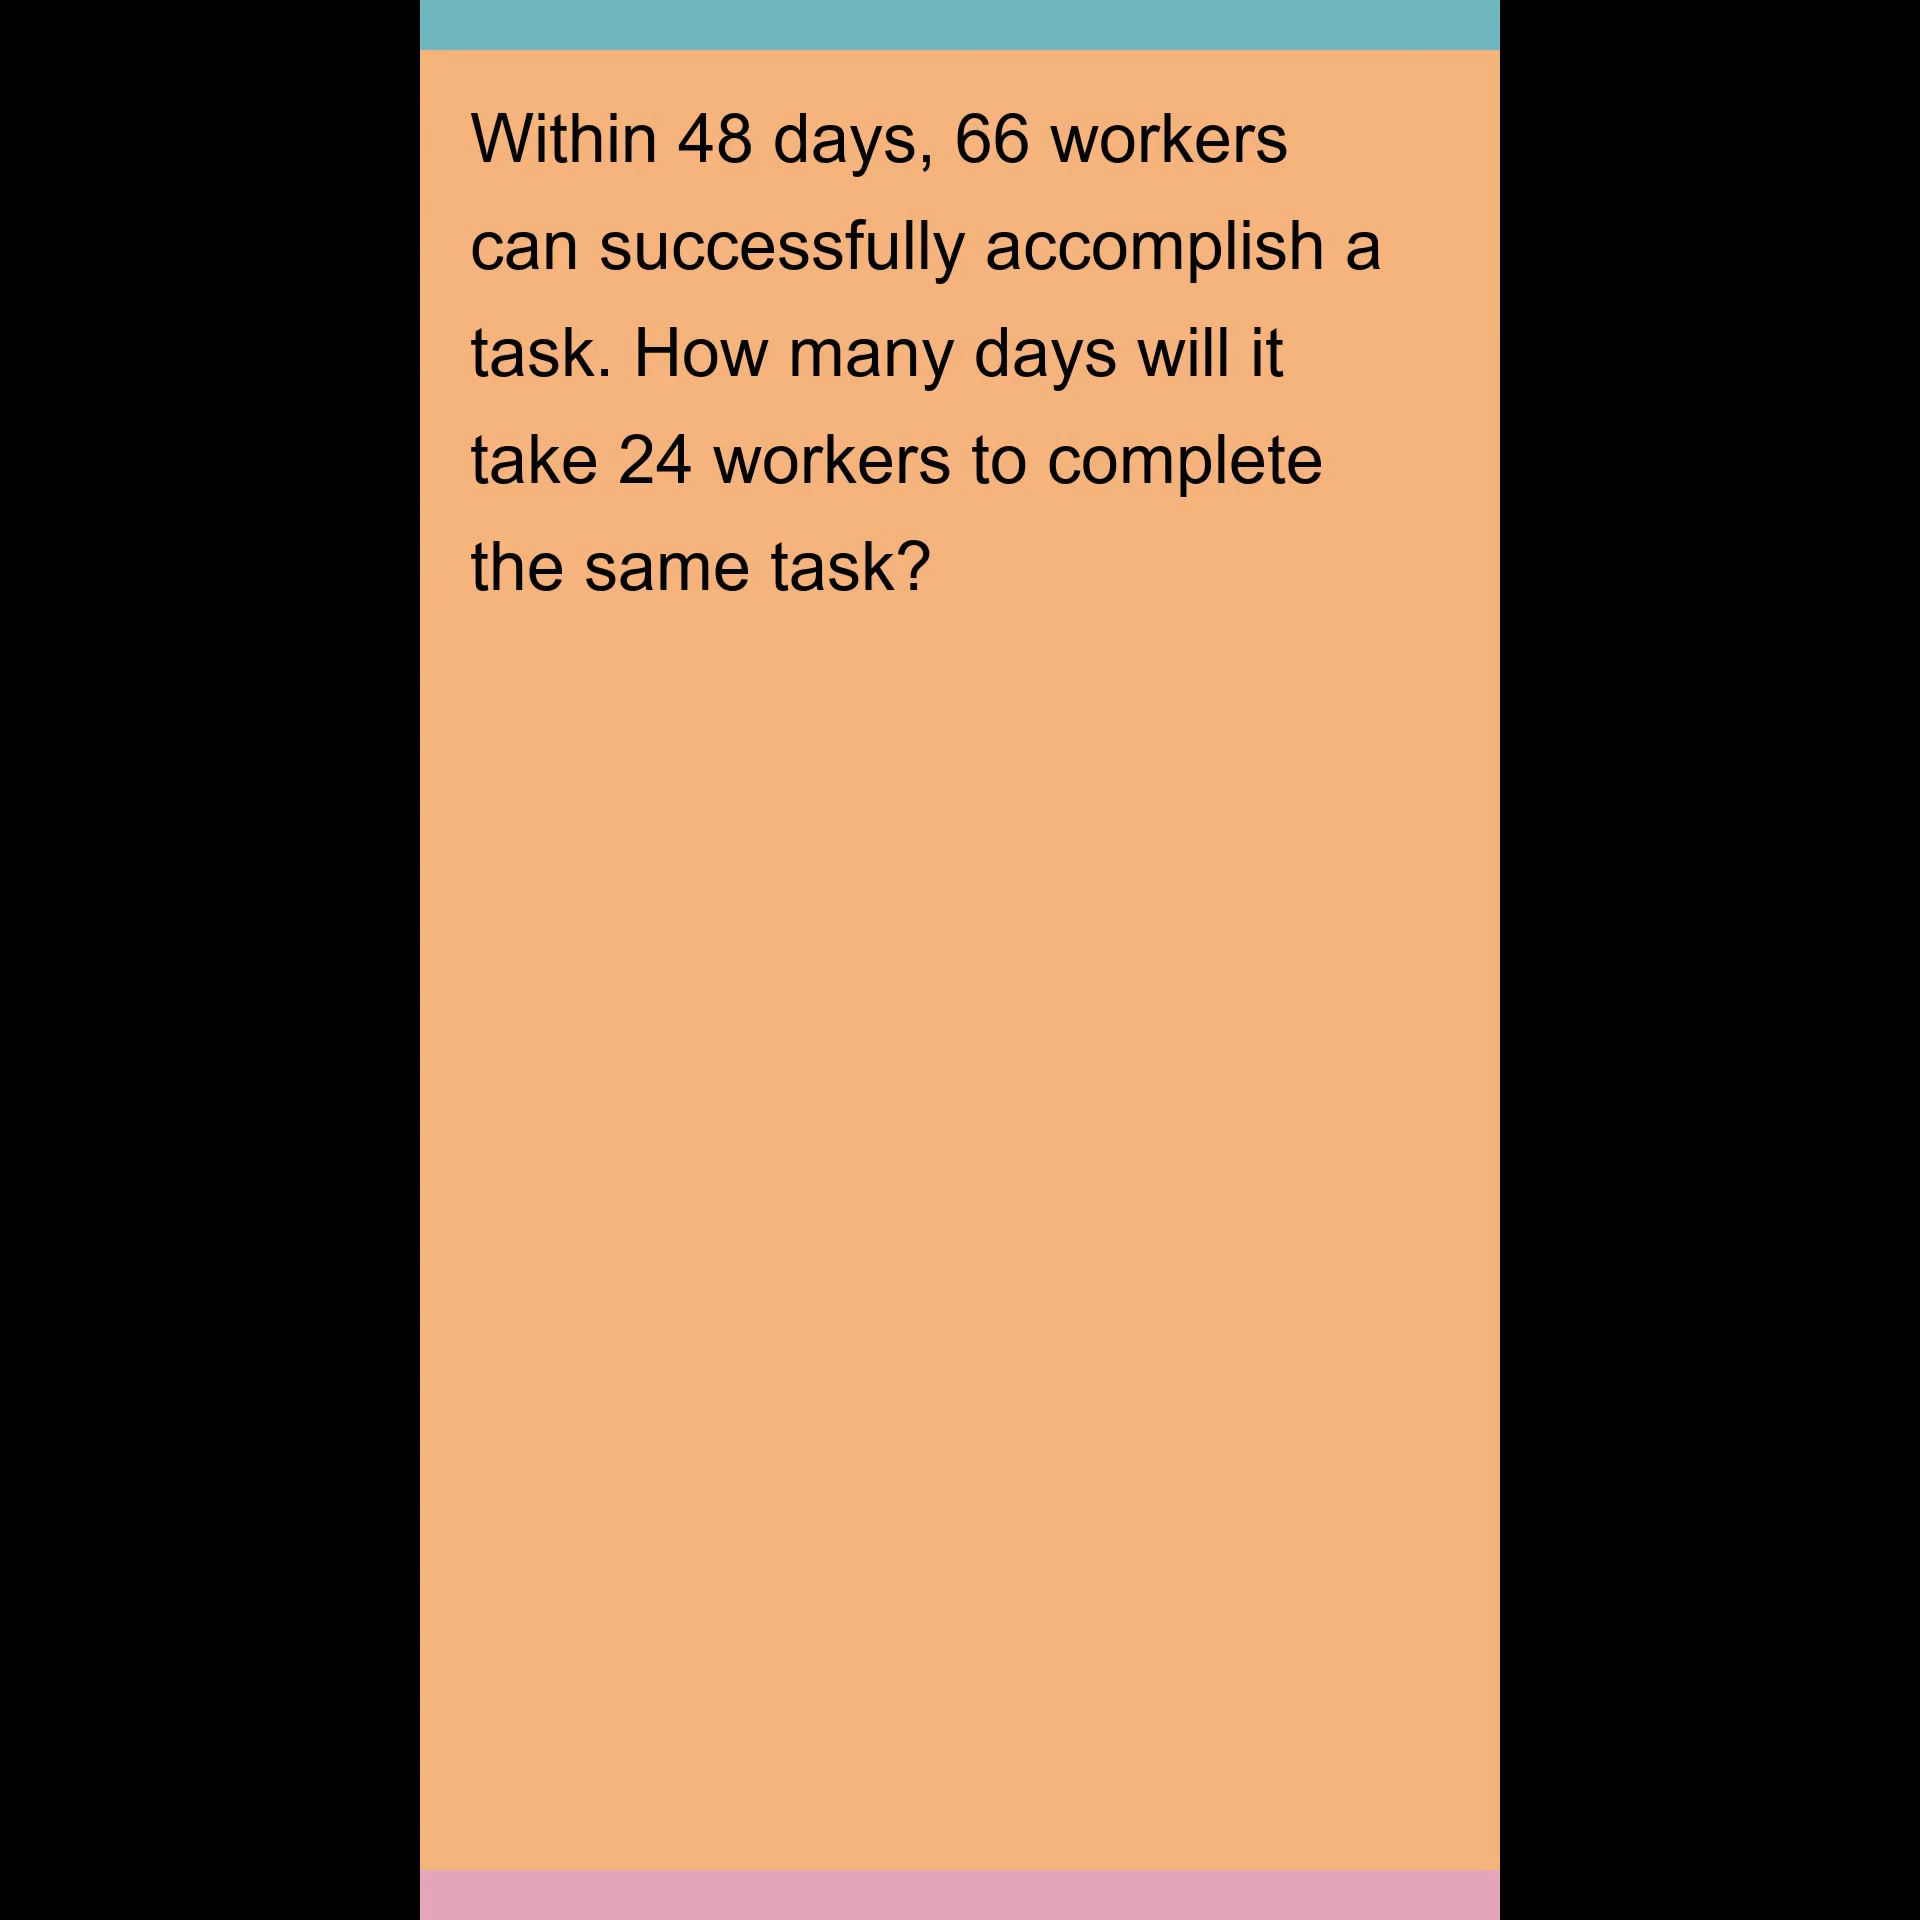 Within 48 days, 66 workers
can successfully accomplish a
task. How many days will it
take 24 workers to complete
the same task?